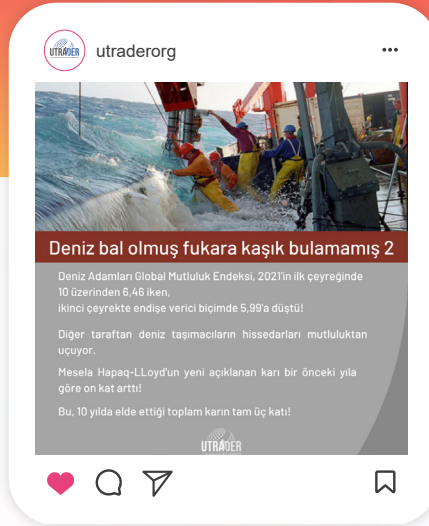 UTRADER
utraderorg
Deniz bal olmuş fukara kaşık bulamamış 2
Deniz Adamları Global Mutluluk Endeksi, 2021'in ilk çeyreğinde
10 üzerinden 6,46 iken,
ikinci çeyrekte endişe verici biçimde 5,99'a düştü!
Diğer taraftan deniz taşımacıların hissedarları mutluluktan
uçuyor.
Mesela Hapaq-LLoyd'un yeni açıklanan karı bir önceki yıla
göre on kat arttı!
Bu, 10 yılda elde ettiği toplam karın tam üç katı!
UTRADER